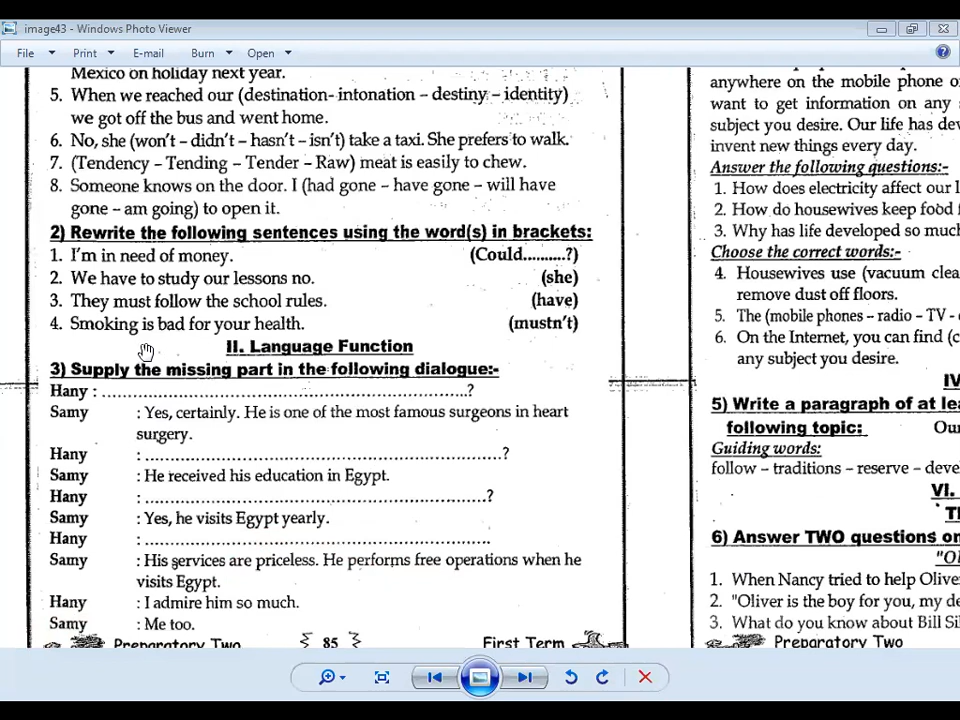 image43 - Windows Photo Viewer
File Print E-mail Burn Open
Mexico on holiday next year.
5. When we reached our (destination- intonation – destiny – identity)
we got off the bus and went home.
6. No, she (won't – didn't – hasn't – isn't) take a taxi. She prefers to walk.
7. (Tendency – Tending – Tender – Raw) meat is easily to chew.
8. Someone knows on the door. I (had gone – have gone – will have
gone – am going) to open it.
2) Rewrite the following sentences using the word(s) in brackets:
1. I'm in need of money. (Could..........?)
2. We have to study our lessons no. (she)
3. They must follow the school rules. (have)
4. Smoking is bad for your health. (mustn't)
II. Language Function
3) Supply the missing part in the following dialogue:-
Hany : ......................................................................?
Samy : Yes, certainly. He is one of the most famous surgeons in heart
surgery.
Hany : ......................................................................?
Samy : He received his education in Egypt.
Hany : ......................................................................?
Samy : Yes, he visits Egypt yearly.
Hany : ......................................................................
Samy : His services are priceless. He performs free operations when he
visits Egypt.
Hany : I admire him so much.
Samy : Me too.
Preparatory Two 85 First Term
anywhere on the mobile phone
want to get information on any
subject you desire. Our life has
invent new things every day.
Answer the following questions:-
1. How does electricity affect our
2. How do housewives keep food
3. Why has life developed so
Choose the correct words:-
4. Housewives use (vacuum
remove dust off floors.
5. The (mobile phones – radio – TV -
6. On the Internet, you can find (
any subject you desire.
IV
5) Write a paragraph of at
following topic:
Guiding words:
follow – traditions – reserve –
VI.
6) Answer TWO questions
1. When Nancy tried to help Oliver
2. "Oliver is the boy for you, my
3. What do you know about Bill
Preparatory Two